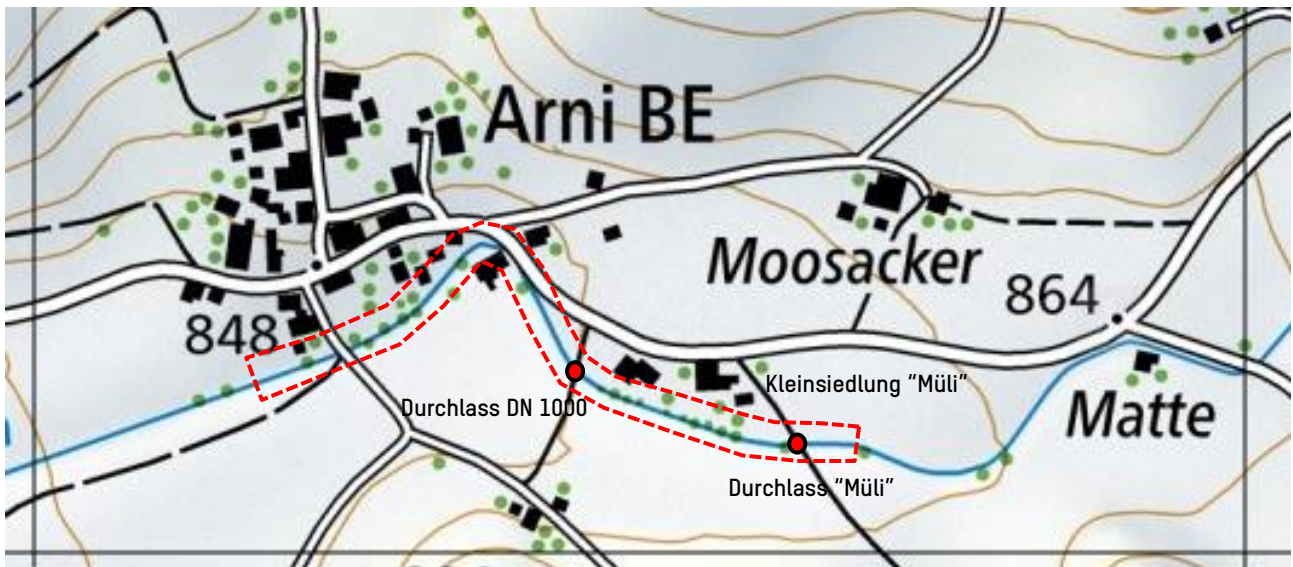 Arni BE
Moosacker
864
848
Kleinsiedlung "Müli"
Durchlass DN 1000
Matte
Durchlass "Müli"